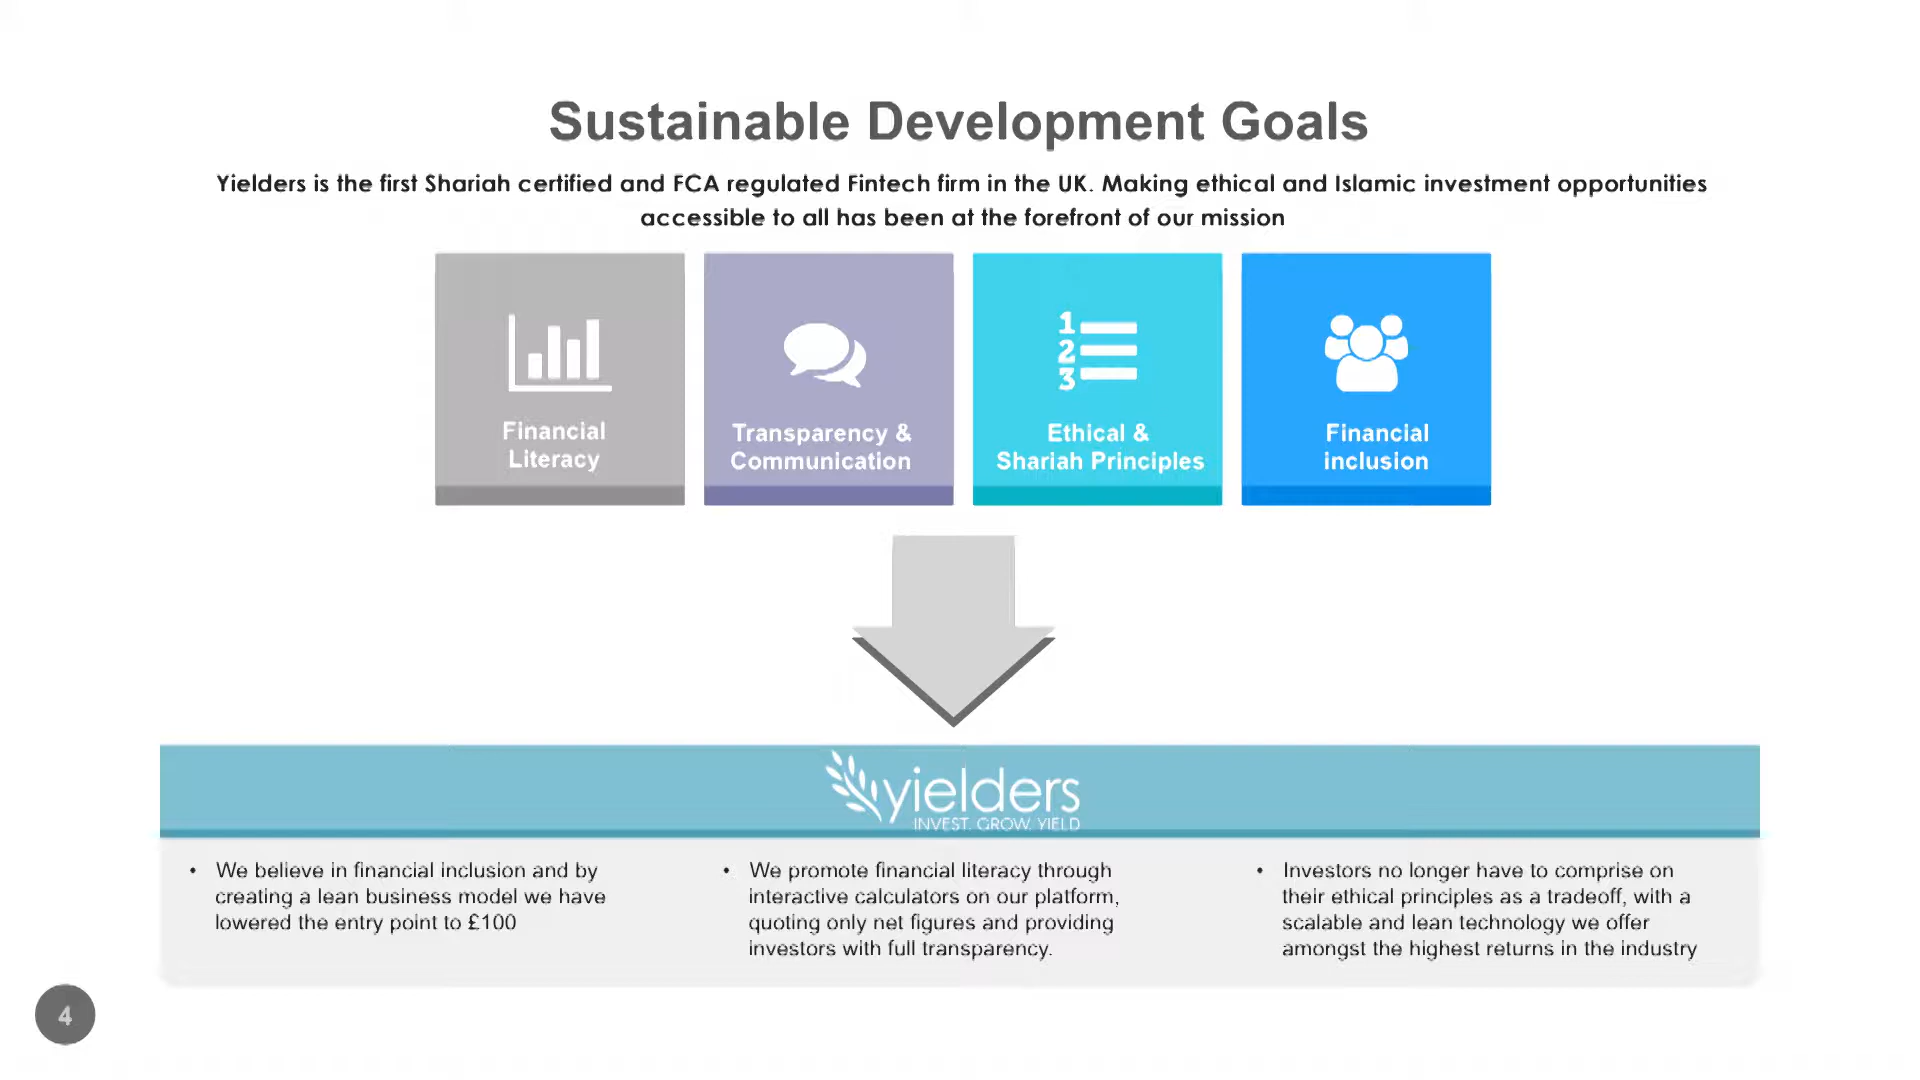 Sustainable Development Goals
Yielders is the first Shariah certified and FCA regulated Fintech firm in the UK. Making ethical and Islamic investment opportunities
accessible to all has been at the forefront of our mission
Financial
Literacy
Transparency &
Communication
1
2
3
Ethical &
Shariah Principles
Financial
inclusion
yielders
INVEST. GROW. YIELD
• We believe in financial inclusion and by
creating a lean business model we have
lowered the entry point to £100
• We promote financial literacy through
interactive calculators on our platform,
quoting only net figures and providing
investors with full transparency.
• Investors no longer have to comprise on
their ethical principles as a tradeoff, with a
scalable and lean technology we offer
amongst the highest returns in the industry
4